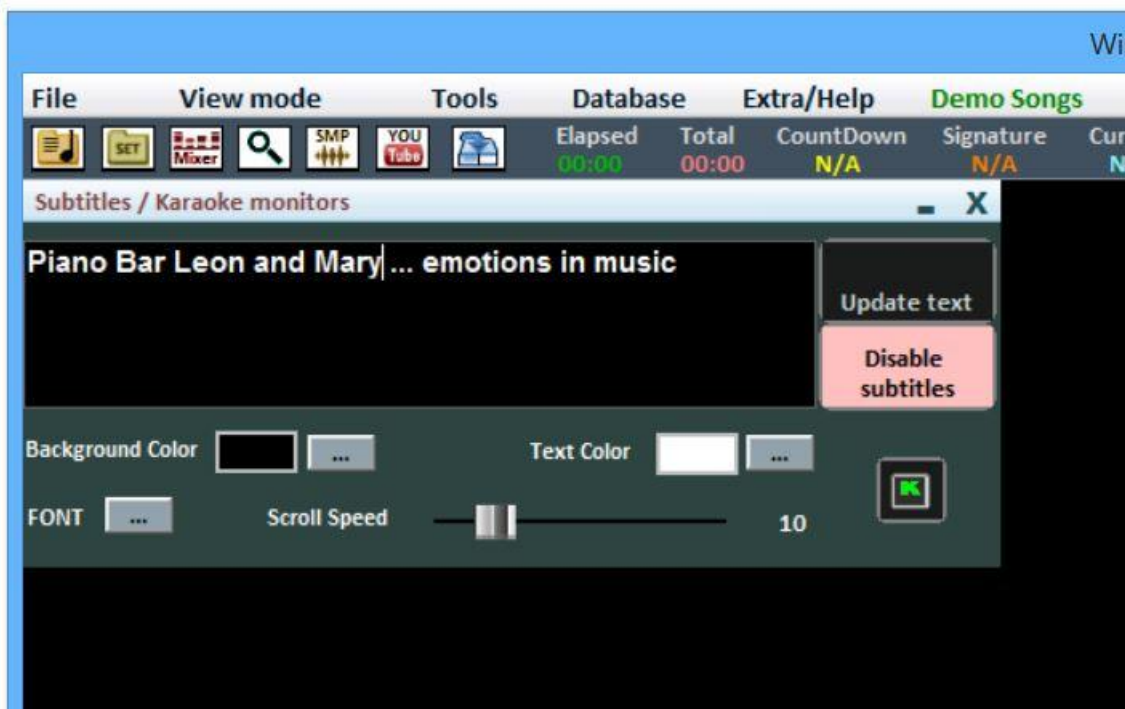 Wi
File View mode Tools Database Extra/Help Demo Songs
SET Mixer SMP YOU Tube Elapsed Total CountDown Signature Cur
00:00 00:00 N/A N/A N
Subtitles / Karaoke monitors X
Piano Bar Leon and Mary ... emotions in music
Update text
Disable
subtitles
Background Color ... Text Color ...
K
FONT ... Scroll Speed 10